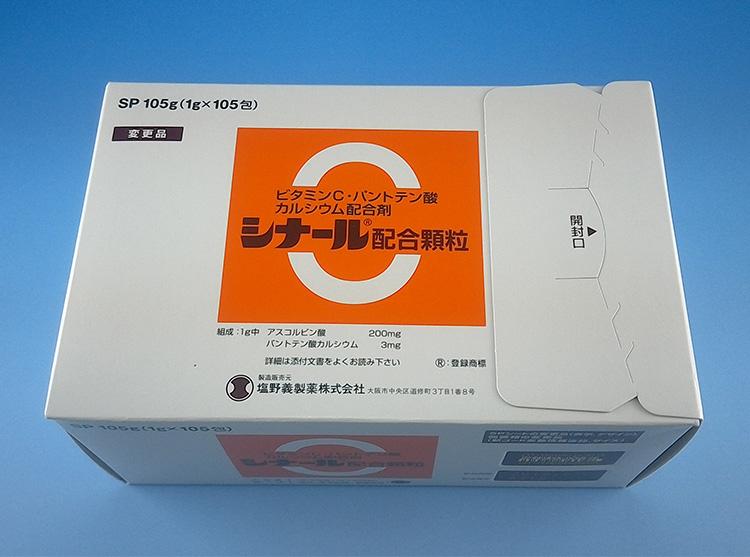 SP 105g(1g×105包)
変更品
ビタミンC・パントテン酸
カルシウム配合剤
シナール®配合顆粒
開封口
組成:1g中 アスコルビン酸 200mg
パントテン酸カルシウム 3mg
詳細は添付文書をよくお読み下さい ®:登録商標
製造販売元
塩野義製薬株式会社 大阪市中央区道修町3丁目1番8号
SP 105g(1g×105包)